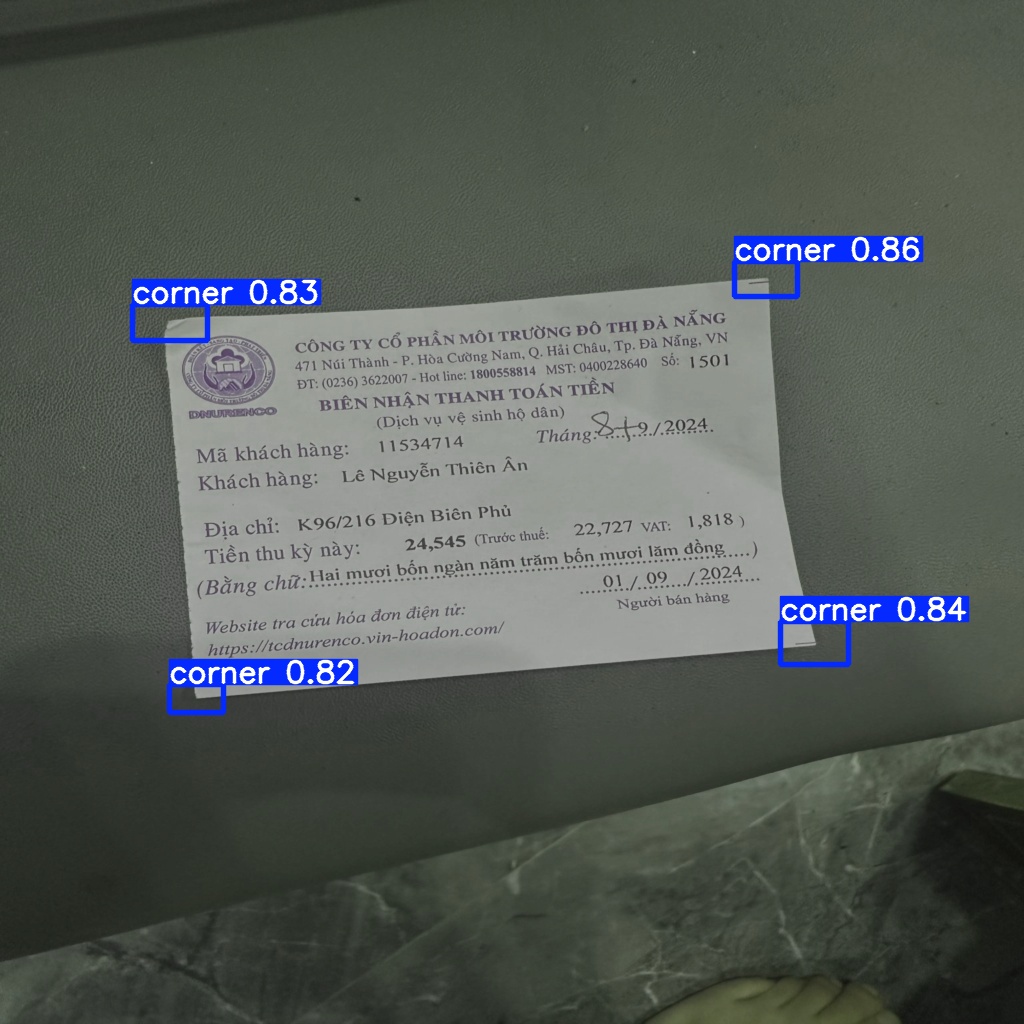 corner 0.86
corner 0.83
CÔNG TY CỔ PHẦN MÔI TRƯỜNG ĐÔ THỊ ĐÀ NẴNG
471 Núi Thành - P. Hòa Cường Nam, Q. Hải Châu, Tp. Đà Nẵng, VN
ĐT: (0236) 3622007 - Hot line: 1800558814 MST: 0400228640 Số: 1501
DNURENCO
BIÊN NHẬN THANH TOÁN TIỀN
(Dịch vụ vệ sinh hộ dân)
Mã khách hàng: 11534714 Tháng: 8+9/2024
Khách hàng: Lê Nguyễn Thiên Ân
Địa chỉ: K96/216 Điện Biên Phủ
Tiền thu kỳ này: 24,545 (Trước thuế: 22,727 VAT: 1,818 )
(Bằng chữ: Hai mươi bốn ngàn năm trăm bốn mươi lăm đồng.....)
01 / 09 / 2024
Người bán hàng
Website tra cứu hóa đơn điện tử:
https://tcdnurenco.vin-hoadon.com/
corner 0.84
corner 0.82